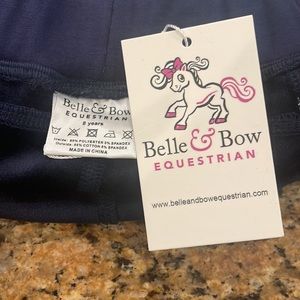 Belle & Bow
EQUESTRIAN
8 years
MADE IN CHINA
Belle & Bow
EQUESTRIAN
www.belleandbowequestrian.com